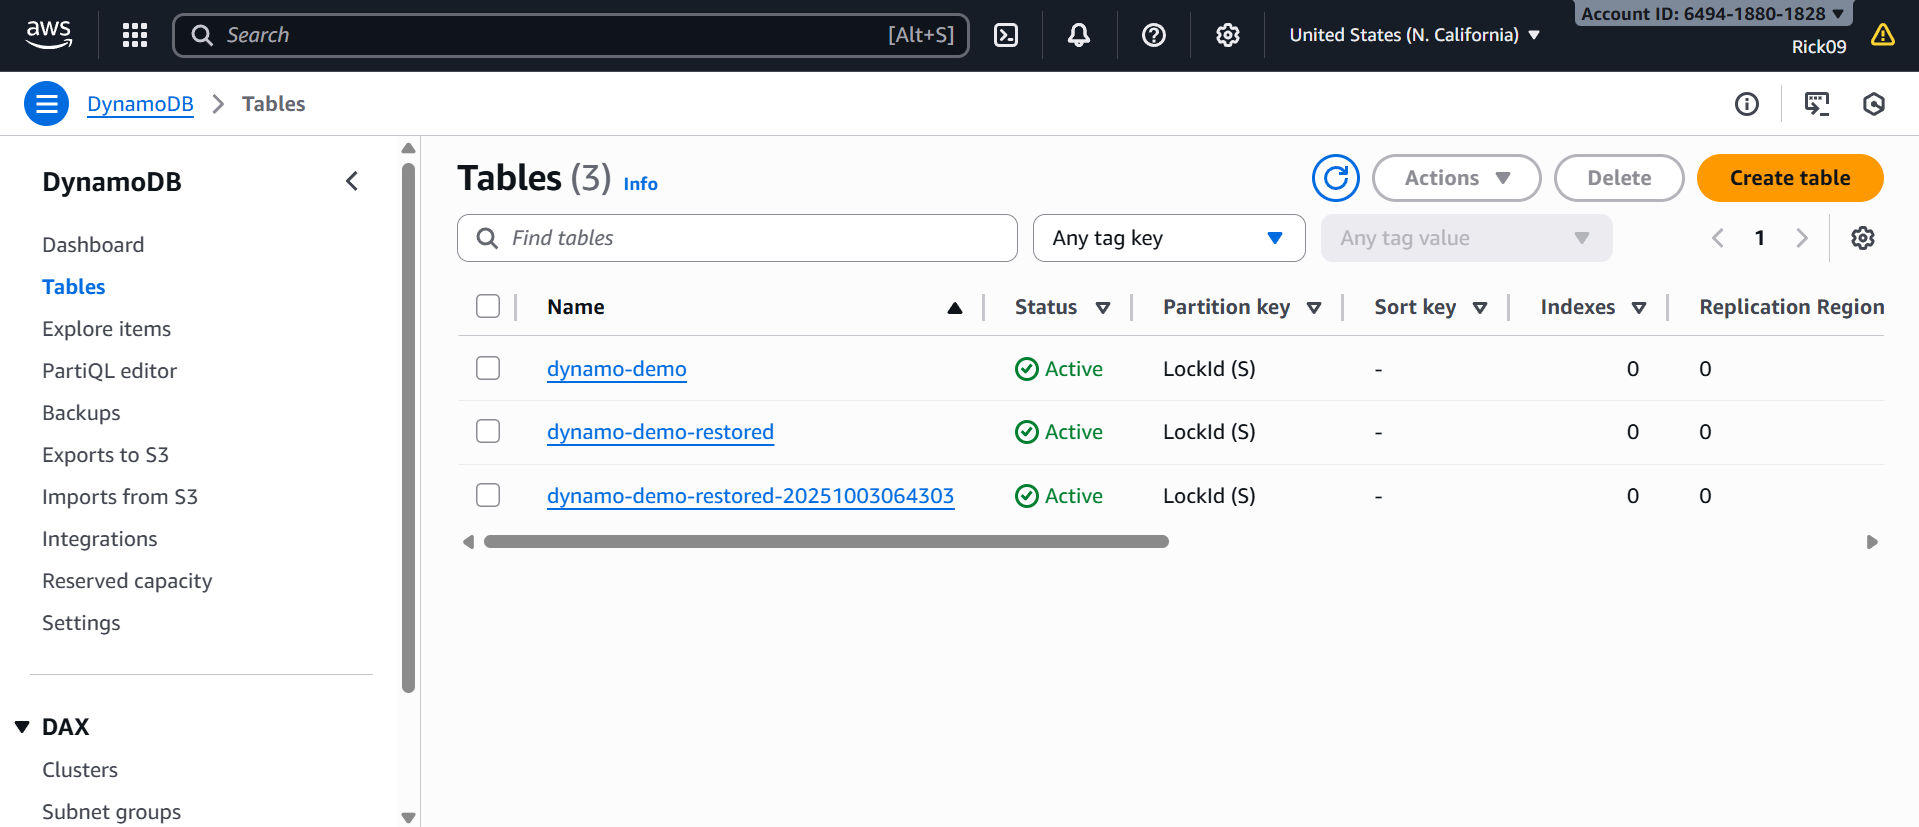 aws
Search
[Alt+S]
United States (N. California)
Account ID: 6494-1880-1828
Rick09
DynamoDB
Tables
DynamoDB
Dashboard
Tables
Explore items
PartiQL editor
Backups
Exports to S3
Imports from S3
Integrations
Reserved capacity
Settings
DAX
Clusters
Subnet groups
Tables (3) Info
Actions
Delete
Create table
Find tables
Any tag key
Any tag value
1
Name Status Partition key Sort key Indexes Replication Region
dynamo-demo Active LockId (S) - 0 0
dynamo-demo-restored Active LockId (S) - 0 0
dynamo-demo-restored-20251003064303 Active LockId (S) - 0 0